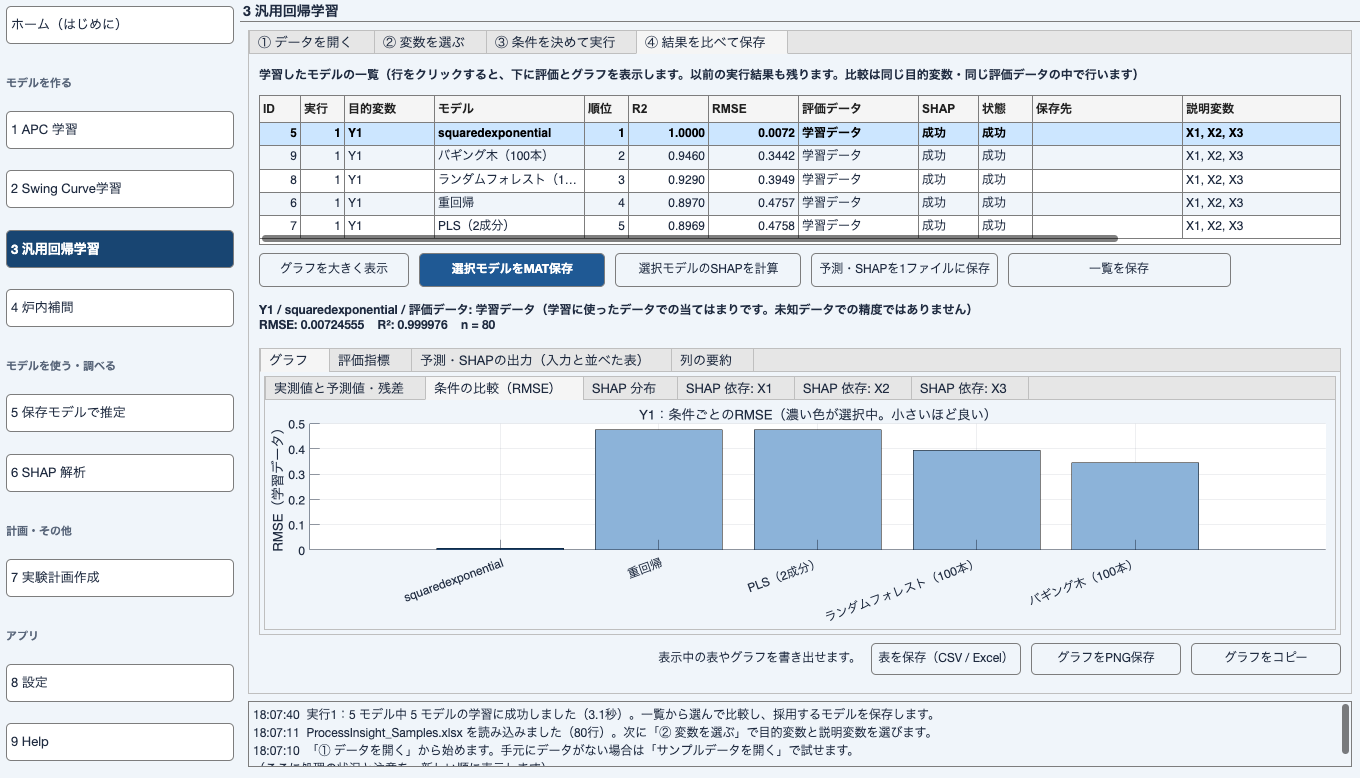 ホーム（はじめに）
モデルを作る
1 APC 学習
2 Swing Curve学習
3 汎用回帰学習
4 炉内補間
モデルを使う・調べる
5 保存モデルで推定
6 SHAP 解析
計画・その他
7 実験計画作成
アプリ
8 設定
9 Help
3 汎用回帰学習
① データを開く ② 変数を選ぶ ③ 条件を決めて実行 ④ 結果を比べて保存
学習したモデルの一覧（行をクリックすると、下に評価とグラフを表示します。以前の実行結果も残ります。比較は同じ目的変数・同じ評価データの中で行います）
ID 実行 目的変数 モデル 順位 R2 RMSE 評価データ SHAP 状態 保存先 説明変数
5 1 Y1 squaredexponential 1 1.0000 0.0072 学習データ 成功 成功 X1, X2, X3
9 1 Y1 バギング木（100本） 2 0.9460 0.3442 学習データ 成功 成功 X1, X2, X3
8 1 Y1 ランダムフォレスト（1... 3 0.9290 0.3949 学習データ 成功 成功 X1, X2, X3
6 1 Y1 重回帰 4 0.8970 0.4757 学習データ 成功 成功 X1, X2, X3
7 1 Y1 PLS（2成分） 5 0.8969 0.4758 学習データ 成功 成功 X1, X2, X3
グラフを大きく表示 選択モデルをMAT保存 選択モデルのSHAPを計算 予測・SHAPを1ファイルに保存 一覧を保存
Y1 / squaredexponential / 評価データ: 学習データ（学習に使ったデータでの当てはまりです。未知データでの精度ではありません）
RMSE: 0.00724555 R²: 0.999976 n = 80
グラフ 評価指標 予測・SHAPの出力（入力と並べた表） 列の要約
実測値と予測値・残差 条件の比較（RMSE） SHAP 分布 SHAP 依存: X1 SHAP 依存: X2 SHAP 依存: X3
Y1：条件ごとのRMSE（濃い色が選択中。小さいほど良い）
RMSE（学習データ）
0.5
0.4
0.3
0.2
0.1
0
squaredexponential 重回帰 PLS（2成分） ランダムフォレスト（100本） バギング木（100本）
表示中の表やグラフを書き出せます。 表を保存（CSV / Excel） グラフをPNG保存 グラフをコピー
18:07:40 実行1：5 モデル中 5 モデルの学習に成功しました（3.1秒）。一覧から選んで比較し、採用するモデルを保存します。
18:07:11 ProcessInsight_Samples.xlsx を読み込みました（80行）。次に「② 変数を選ぶ」で目的変数と説明変数を選びます。
18:07:10 「① データを開く」から始めます。手元にデータがない場合は「サンプルデータを開く」で試せます。